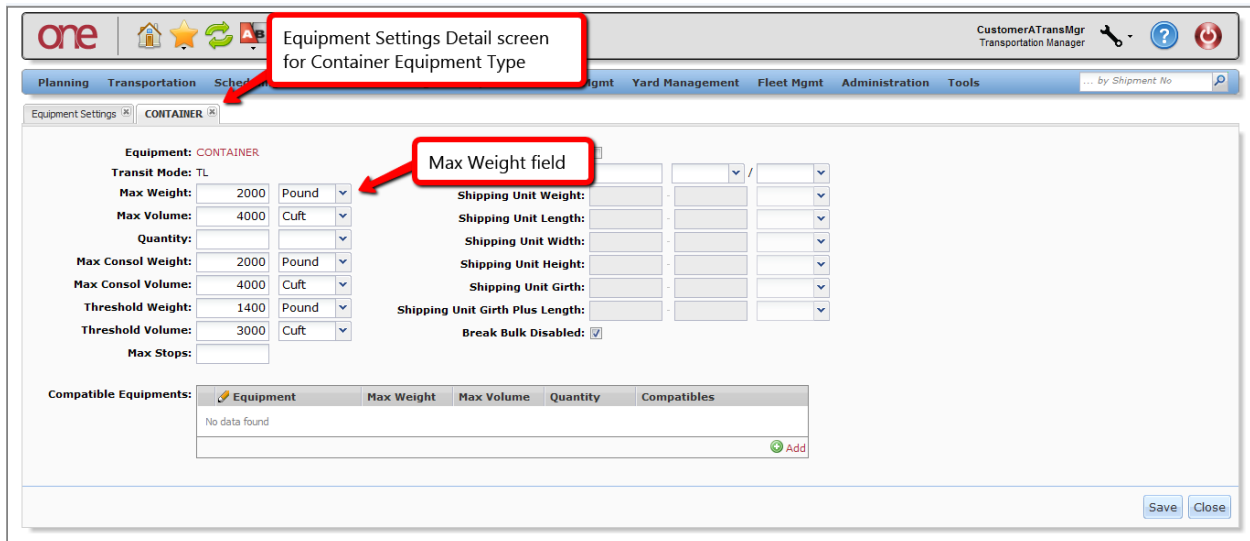 one
AB
Equipment Settings Detail screen
for Container Equipment Type
CustomerATransMgr
Transportation Manager
Planning Transportation Mgmt Yard Management Fleet Mgmt Administration Tools ... by Shipment No
Equipment Settings CONTAINER
Equipment: CONTAINER
Max Weight field
Transit Mode: TL /
Max Weight: 2000 Pound Shipping Unit Weight: -
Max Volume: 4000 Cuft Shipping Unit Length: -
Quantity: Shipping Unit Width: -
Max Consol Weight: 2000 Pound Shipping Unit Height: -
Max Consol Volume: 4000 Cuft Shipping Unit Girth: -
Threshold Weight: 1400 Pound Shipping Unit Girth Plus Length: -
Threshold Volume: 3000 Cuft Break Bulk Disabled:
Max Stops:
Compatible Equipments: Equipment Max Weight Max Volume Quantity Compatibles
No data found
Add
Save Close